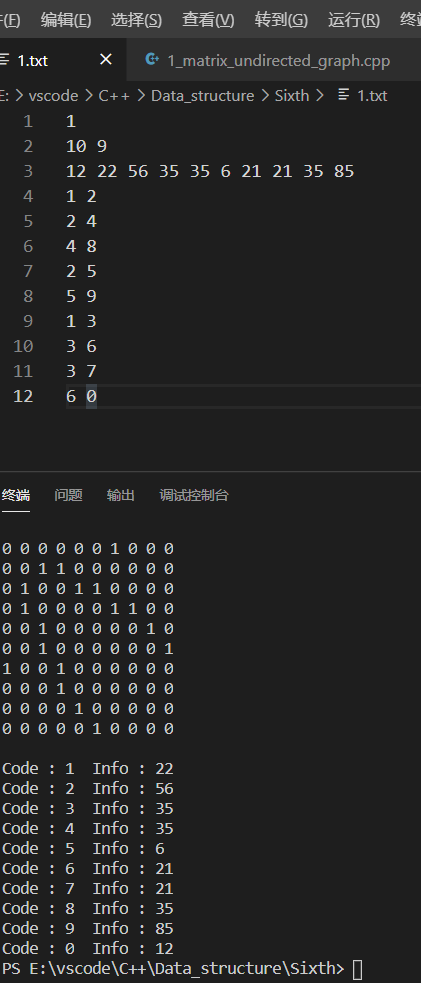 (F) 编辑(E) 选择(S) 查看(V) 转到(G) 运行(R)
1.txt × 1_matrix_undirected_graph.cpp
E: > vscode > C++ > Data_structure > Sixth > 1.txt
1 1
2 10 9
3 12 22 56 35 35 6 21 21 35 85
4 1 2
5 2 4
6 4 8
7 2 5
8 5 9
9 1 3
10 3 6
11 3 7
12 6 0
终端 问题 输出 调试控制台
0 0 0 0 0 0 1 0 0 0
0 0 1 1 0 0 0 0 0 0
0 1 0 0 1 1 0 0 0 0
0 1 0 0 0 0 1 1 0 0
0 0 1 0 0 0 0 0 1 0
0 0 1 0 0 0 0 0 0 1
1 0 0 1 0 0 0 0 0 0
0 0 0 1 0 0 0 0 0 0
0 0 0 0 1 0 0 0 0 0
0 0 0 0 0 1 0 0 0 0
Code : 1 Info : 22
Code : 2 Info : 56
Code : 3 Info : 35
Code : 4 Info : 35
Code : 5 Info : 6
Code : 6 Info : 21
Code : 7 Info : 21
Code : 8 Info : 35
Code : 9 Info : 85
Code : 0 Info : 12
PS E:\vscode\C++\Data_structure\Sixth>